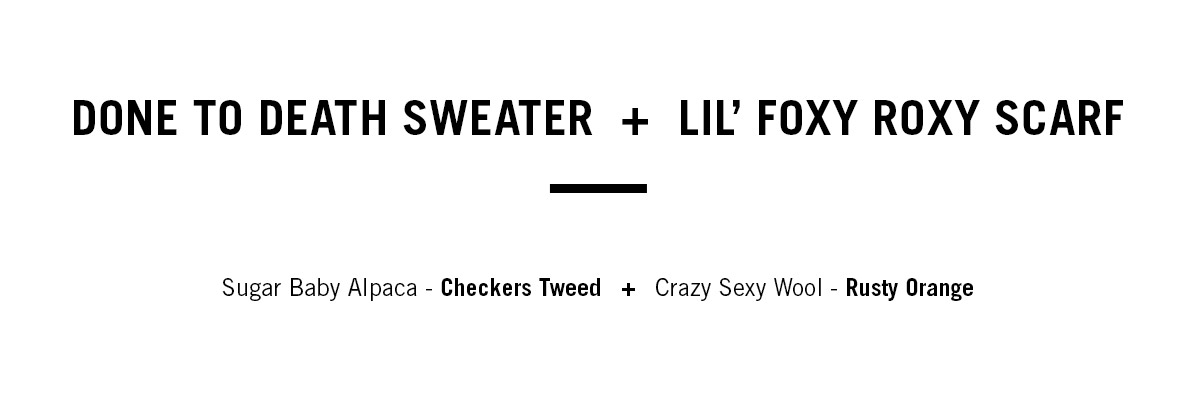 DONE TO DEATH SWEATER + LIL’ FOXY ROXY SCARF
Sugar Baby Alpaca - Checkers Tweed + Crazy Sexy Wool - Rusty Orange